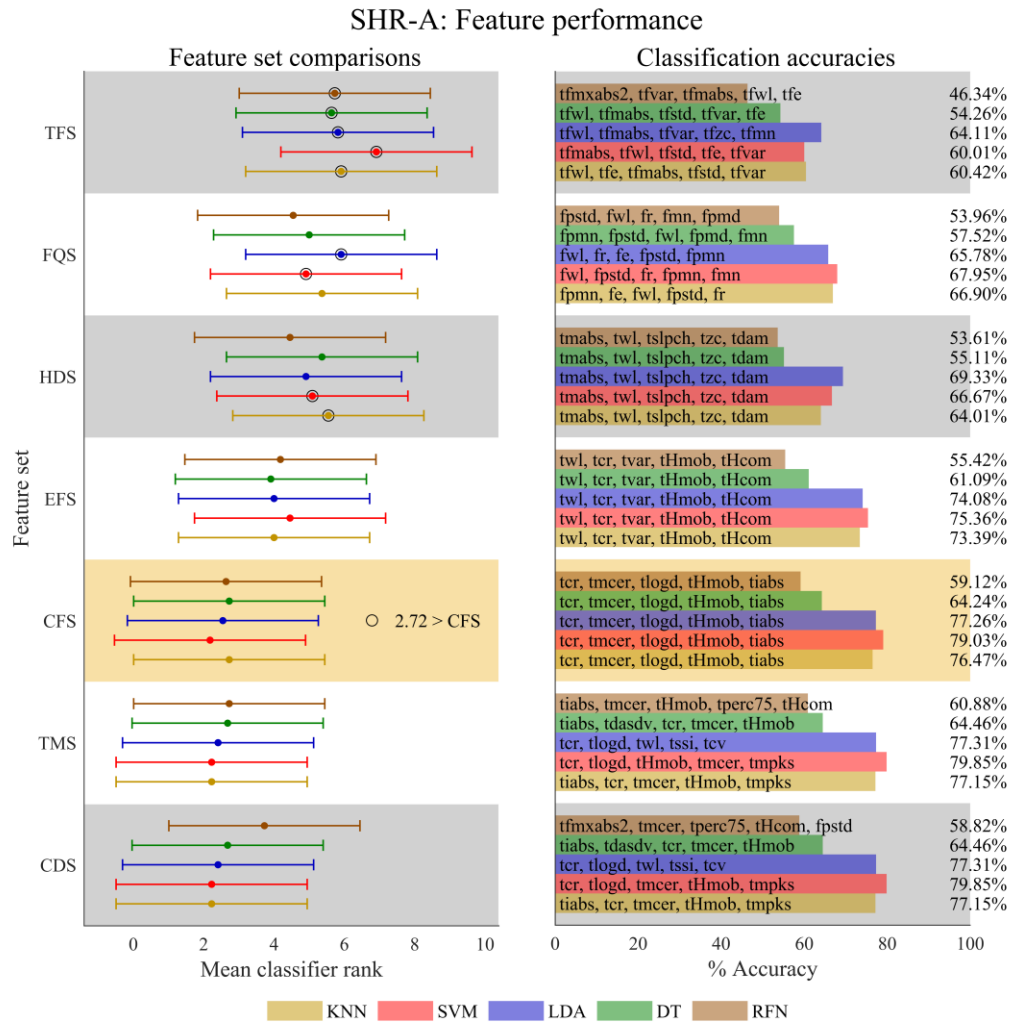 SHR-A: Feature performance
Feature set comparisons
Classification accuracies
Feature set
TFS
tfmxabs2, tfvar, tfmabs, tfwl, tfe 46.34%
tfwl, tfmabs, tfstd, tfvar, tfe 54.26%
tfwl, tfmabs, tfvar, tfzc, tfmn 64.11%
tfmabs, tfwl, tfstd, tfe, tfvar 60.01%
tfwl, tfe, tfmabs, tfstd, tfvar 60.42%
FQS
fpstd, fwl, fr, fmn, fpmd 53.96%
fpmn, fpstd, fwl, fpmd, fmn 57.52%
fwl, fr, fe, fpstd, fpmn 65.78%
fwl, fpstd, fr, fpmn, fmn 67.95%
fpmn, fe, fwl, fpstd, fr 66.90%
HDS
tmabs, twl, tslpch, tzc, tdam 53.61%
tmabs, twl, tslpch, tzc, tdam 55.11%
tmabs, twl, tslpch, tzc, tdam 69.33%
tmabs, twl, tslpch, tzc, tdam 66.67%
tmabs, twl, tslpch, tzc, tdam 64.01%
EFS
twl, tcr, tvar, tHmob, tHcom 55.42%
twl, tcr, tvar, tHmob, tHcom 61.09%
twl, tcr, tvar, tHmob, tHcom 74.08%
twl, tcr, tvar, tHmob, tHcom 75.36%
twl, tcr, tvar, tHmob, tHcom 73.39%
CFS
2.72 > CFS
tcr, tmcer, tlogd, tHmob, tiabs 59.12%
tcr, tmcer, tlogd, tHmob, tiabs 64.24%
tcr, tmcer, tlogd, tHmob, tiabs 77.26%
tcr, tmcer, tlogd, tHmob, tiabs 79.03%
tcr, tmcer, tlogd, tHmob, tiabs 76.47%
TMS
tiabs, tmcer, tHmob, tperc75, tHcom 60.88%
tiabs, tdasdv, tcr, tmcer, tHmob 64.46%
tcr, tlogd, twl, tssi, tcv 77.31%
tcr, tlogd, tHmob, tmcer, tmpks 79.85%
tiabs, tcr, tmcer, tHmob, tmpks 77.15%
CDS
tfmxabs2, tmcer, tperc75, tHcom, fpstd 58.82%
tiabs, tdasdv, tcr, tmcer, tHmob 64.46%
tcr, tlogd, twl, tssi, tcv 77.31%
tcr, tlogd, tmcer, tHmob, tmpks 79.85%
tiabs, tcr, tmcer, tHmob, tmpks 77.15%
0 2 4 6 8 10
Mean classifier rank
0 20 40 60 80 100
% Accuracy
KNN SVM LDA DT RFN